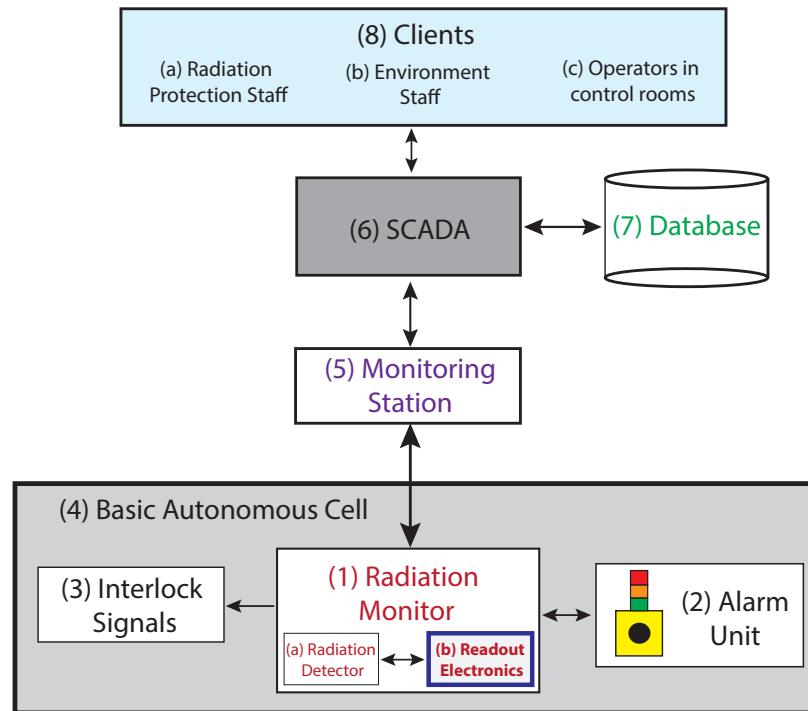 (8) Clients
(a) Radiation
Protection Staff
(b) Environment
Staff
(c) Operators in
control rooms
(6) SCADA
(7) Database
(5) Monitoring
Station
(4) Basic Autonomous Cell
(3) Interlock
Signals
(1) Radiation
Monitor
(a) Radiation
Detector
(b) Readout
Electronics
(2) Alarm
Unit